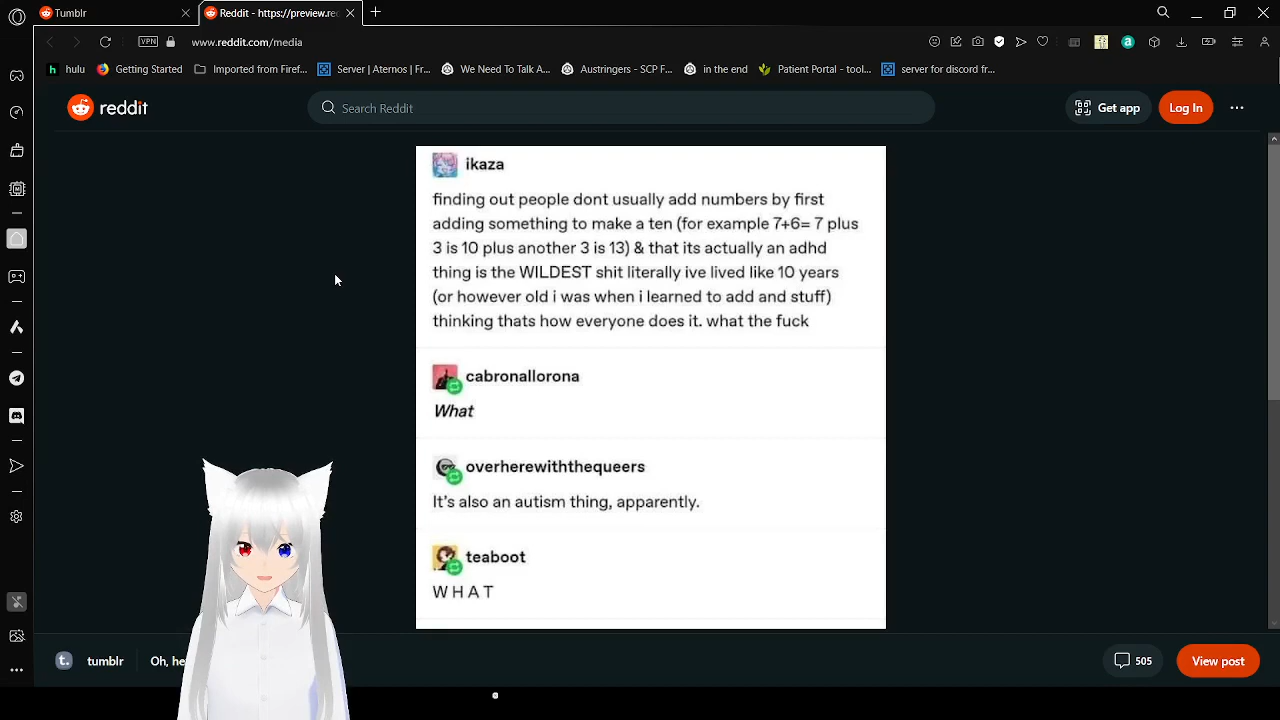 Tumblr
Reddit - https://preview.rec
www.reddit.com/media
VPN
hulu
Getting Started
Imported from Firef...
Server | Aternos | Fr...
We Need To Talk A...
Austringers - SCP F...
in the end
Patient Portal - tool...
server for discord fr...
reddit
Search Reddit
Get app
Log In
ikaza
finding out people dont usually add numbers by first
adding something to make a ten (for example 7+6= 7 plus
3 is 10 plus another 3 is 13) & that its actually an adhd
thing is the WILDEST shit literally ive lived like 10 years
(or however old i was when i learned to add and stuff)
thinking thats how everyone does it. what the fuck
cabronallorona
What
overherewiththequeers
It's also an autism thing, apparently.
teaboot
W H A T
t.
tumblr
Oh, he
505
View post